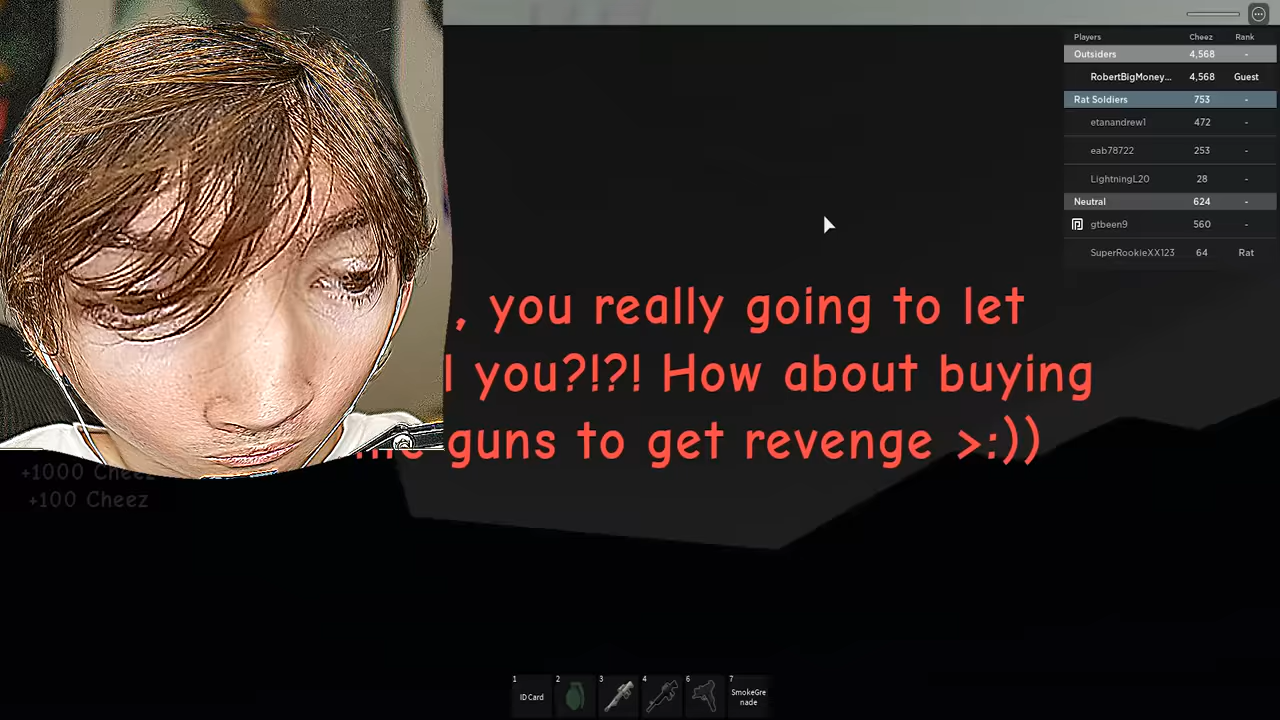 Players Cheez Rank
Outsiders 4,568 -
RobertBigMoney... 4,568 Guest
Rat Soldiers 753 -
etanandrew1 472 -
eab78722 253 -
LightningL20 28 -
Neutral 624 -
gtbeen9 560 -
SuperRookieXX123 64 Rat
, you really going to let
you?!?! How about buying
guns to get revenge >:))
+1000 Cheez
+100 Cheez
1 2 3 4 6 7
ID Card
SmokeGre
nade